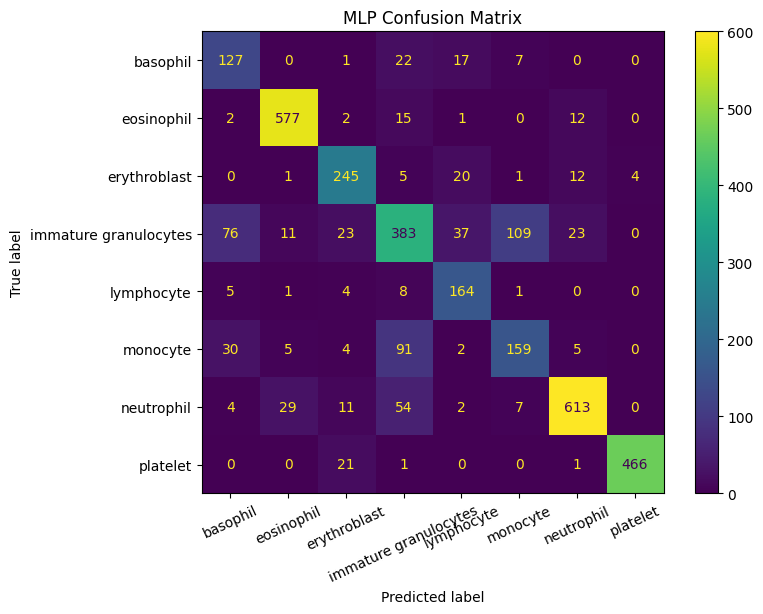 MLP Confusion Matrix
True label
basophil 127 0 1 22 17 7 0 0
eosinophil 2 577 2 15 1 0 12 0
erythroblast 0 1 245 5 20 1 12 4
immature granulocytes 76 11 23 383 37 109 23 0
lymphocyte 5 1 4 8 164 1 0 0
monocyte 30 5 4 91 2 159 5 0
neutrophil 4 29 11 54 2 7 613 0
platelet 0 0 21 1 0 0 1 466
basophil eosinophil erythroblast immature granulocytes lymphocyte monocyte neutrophil platelet
Predicted label
600
500
400
300
200
100
0